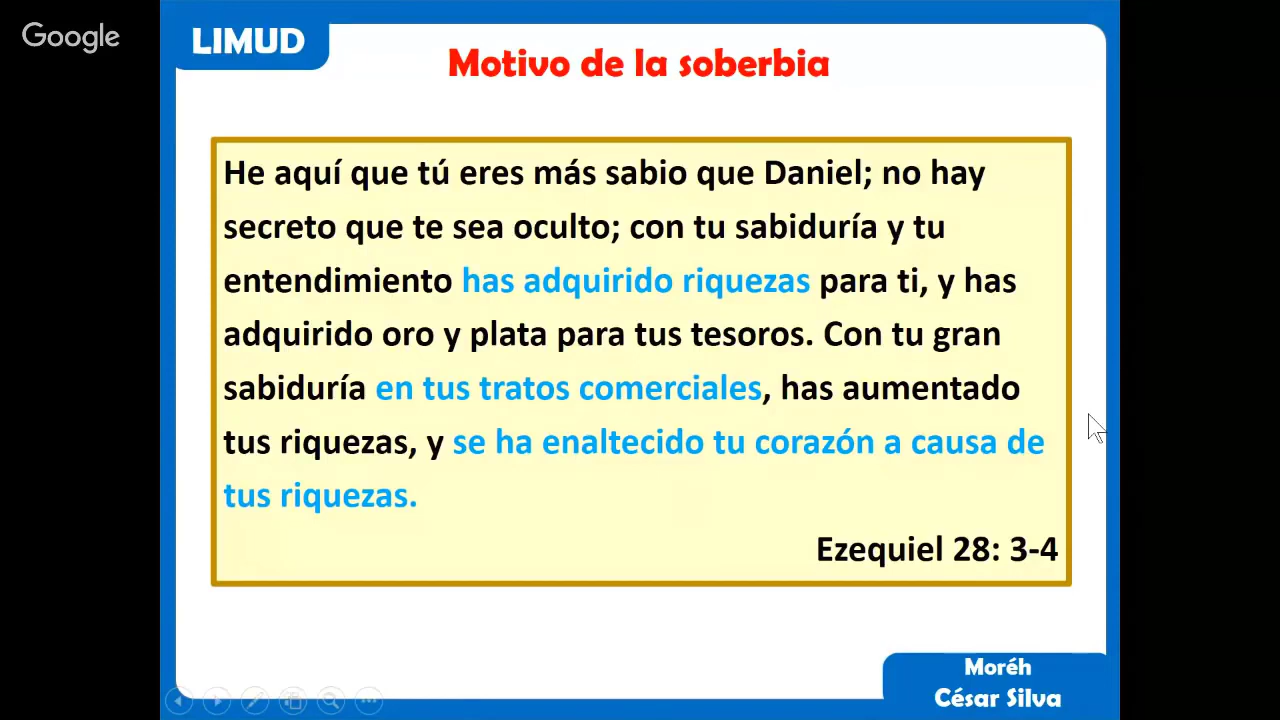 Google
LIMUD
Motivo de la soberbia
He aquí que tú eres más sabio que Daniel; no hay
secreto que te sea oculto; con tu sabiduría y tu
entendimiento has adquirido riquezas para ti, y has
adquirido oro y plata para tus tesoros. Con tu gran
sabiduría en tus tratos comerciales, has aumentado
tus riquezas, y se ha enaltecido tu corazón a causa de
tus riquezas.
Ezequiel 28: 3-4
Moréh
César Silva